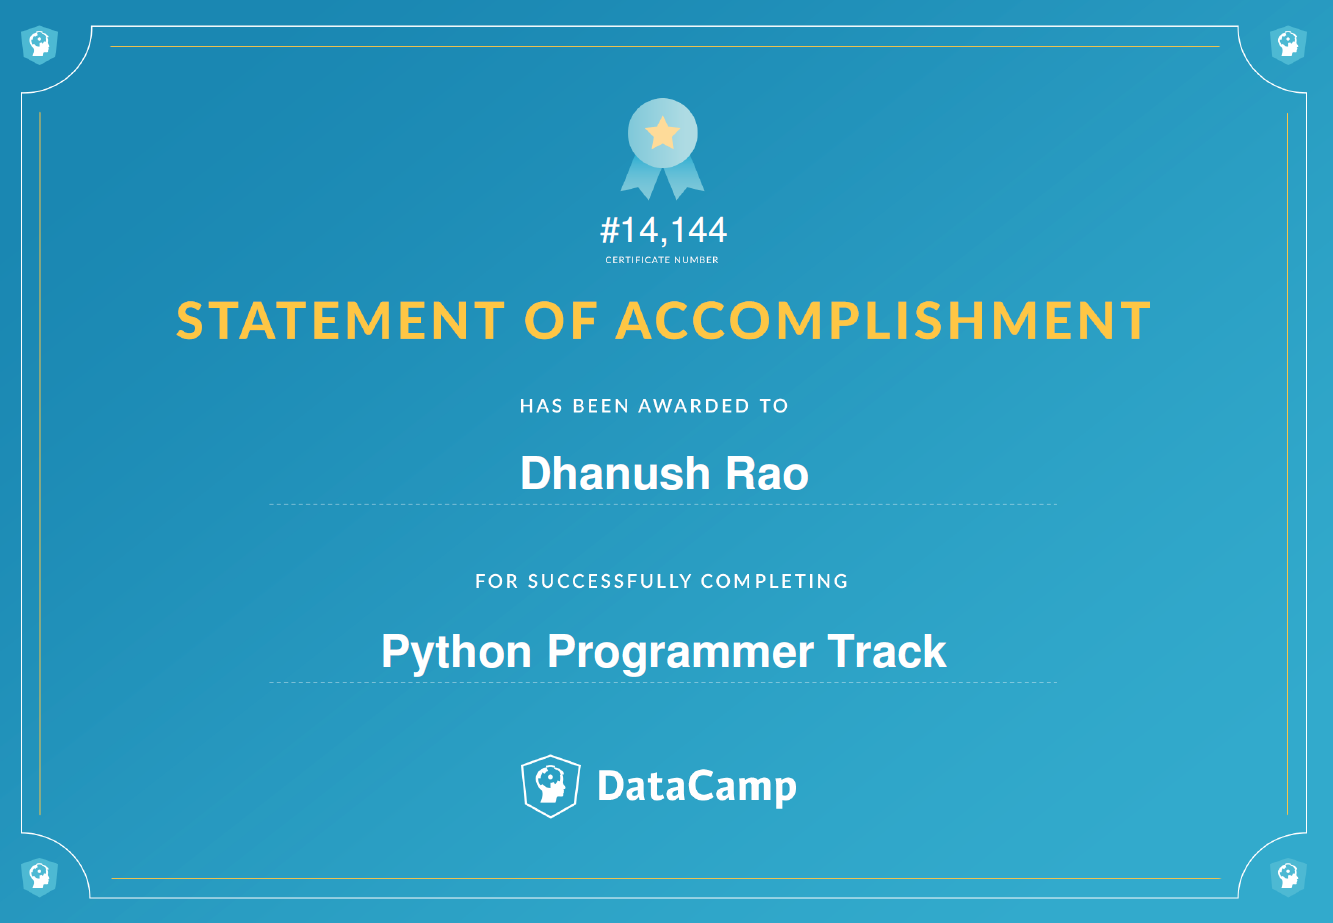 #14,144
CERTIFICATE NUMBER
STATEMENT OF ACCOMPLISHMENT
HAS BEEN AWARDED TO
Dhanush Rao
FOR SUCCESSFULLY COMPLETING
Python Programmer Track
DataCamp